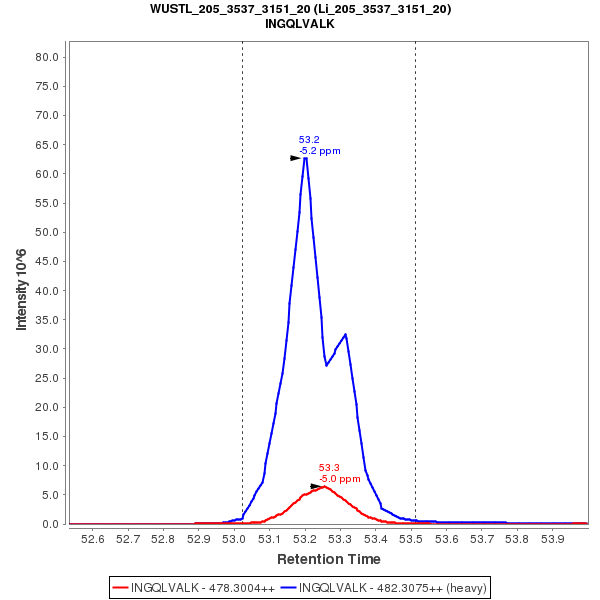 WUSTL_205_3537_3151_20 (Li_205_3537_3151_20)
INGQLVALK
80.0
75.0
70.0
65.0
60.0
55.0
50.0
45.0
40.0
35.0
30.0
25.0
20.0
15.0
10.0
5.0
0.0
Intensity 10^6
53.2
-5.2 ppm
53.3
-5.0 ppm
52.6 52.7 52.8 52.9 53.0 53.1 53.2 53.3 53.4 53.5 53.6 53.7 53.8 53.9
Retention Time
INGQLVALK - 478.3004++ INGQLVALK - 482.3075++ (heavy)